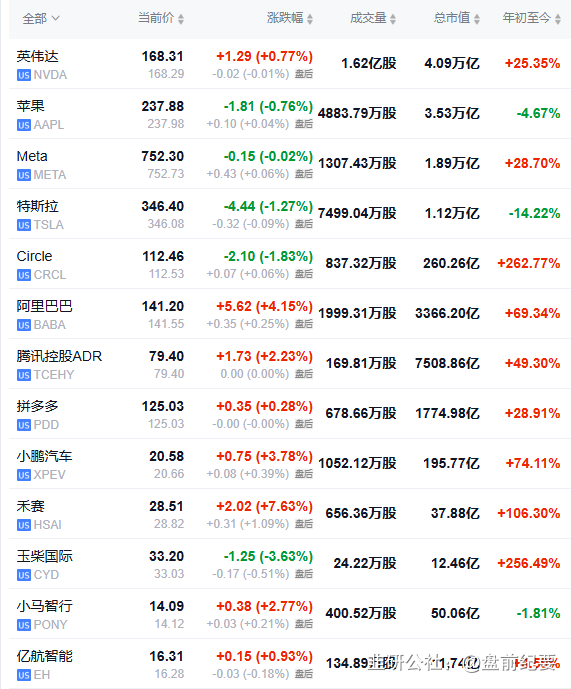 全部 当前价 涨跌幅 成交量 总市值 年初至今
英伟达 168.31 +1.29 (+0.77%) 1.62亿股 4.09万亿 +25.35%
US NVDA 168.29 -0.02 (-0.01%) 盘后
苹果 237.88 -1.81 (-0.76%) 4883.79万股 3.53万亿 -4.67%
US AAPL 237.98 +0.10 (+0.04%) 盘后
Meta 752.30 -0.15 (-0.02%) 1307.43万股 1.89万亿 +28.70%
US META 752.73 +0.43 (+0.06%) 盘后
特斯拉 346.40 -4.44 (-1.27%) 7499.04万股 1.12万亿 -14.22%
US TSLA 346.08 -0.32 (-0.09%) 盘后
Circle 112.46 -2.10 (-1.83%) 837.32万股 260.26亿 +262.77%
US CRCL 112.53 +0.07 (+0.06%) 盘后
阿里巴巴 141.20 +5.62 (+4.15%) 1999.31万股 3366.20亿 +69.34%
US BABA 141.55 +0.35 (+0.25%) 盘后
腾讯控股ADR 79.40 +1.73 (+2.23%) 169.81万股 7508.86亿 +49.30%
US TCEHY 79.40 0.00 (0.00%) 盘后
拼多多 125.03 +0.35 (+0.28%) 678.66万股 1774.98亿 +28.91%
US PDD 125.03 -0.00 (-0.00%) 盘后
小鹏汽车 20.58 +0.75 (+3.78%) 1052.12万股 195.77亿 +74.11%
US XPEV 20.66 +0.08 (+0.39%) 盘后
禾赛 28.51 +2.02 (+7.63%) 656.36万股 37.88亿 +106.30%
US HSAI 28.82 +0.31 (+1.09%) 盘后
玉柴国际 33.20 -1.25 (-3.63%) 24.22万股 12.46亿 +256.49%
US CYD 33.03 -0.17 (-0.51%) 盘后
小马智行 14.09 +0.38 (+2.77%) 400.52万股 50.06亿 -1.81%
US PONY 14.12 +0.03 (+0.21%) 盘后
亿航智能 16.31 +0.15 (+0.93%) 134.89万股
US EH 16.28 -0.03 (-0.18%) 盘后
@盘前纪要